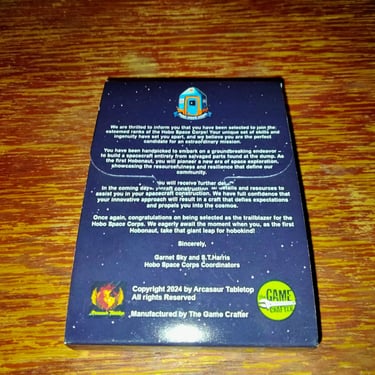 We are thrilled to inform you that you have been selected to join the
esteemed ranks of the Hobo Space Corps! Your unique set of skills and
ingenuity have set you apart, and we believe you are the perfect
candidate for an extraordinary mission.
You have been handpicked to embark on a groundbreaking endeavor –
to build a spacecraft entirely from salvaged parts found at the dump. As
the first Hobonaut, you will pioneer a new era of space exploration,
showcasing the resourcefulness and resilience that define our
community.
you will receive further
In the coming days, craft construction. details and resources to
assist you in your spacecraft construction. We have full confidence that
your innovative approach will result in a craft that defies expectations
and propels you into the cosmos.
Once again, congratulations on being selected as the trailblazer for the
Hobo Space Corps. We eagerly await the moment when you, as the first
Hobonaut, take that giant leap for hobokind!
Sincerely,
Garnet Sky and S.T.Harris
Hobo Space Corps Coordinators
Copyright 2024 by Arcasaur Tabletop
All rights Reserved
Manufactured by The Game Crafter
Arcasaur Tabletop
the GAME
CRAFTER